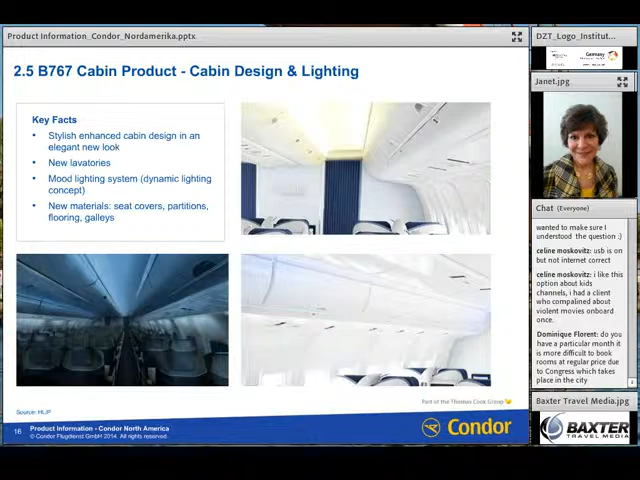 Product Information_Condor_Nordamerika.pptx
2.5 B767 Cabin Product - Cabin Design & Lighting
Key Facts
• Stylish enhanced cabin design in an
elegant new look
• New lavatories
• Mood lighting system (dynamic lighting
concept)
• New materials: seat covers, partitions,
flooring, galleys
Part of the Thomas Cook Group
16
Product Information - Condor North America
© Condor Flugdienst GmbH 2014. All rights reserved.
Condor
DZT_Logo_Institut...
Germany
Janet.jpg
Chat (Everyone)
wanted to make sure I
understood the question ;)
celine moskovitz: usb is on
but not internet correct
celine moskovitz: i like this
option about kids
channels, i had a client
who compalined about
violent movies onboard
once.
Dominique Florent: do you
have a particular month it
is more difficult to book
rooms at regular price due
to Congress which takes
place in the city
Baxter Travel Media.jpg
BAXTER
TRAVEL MEDIA